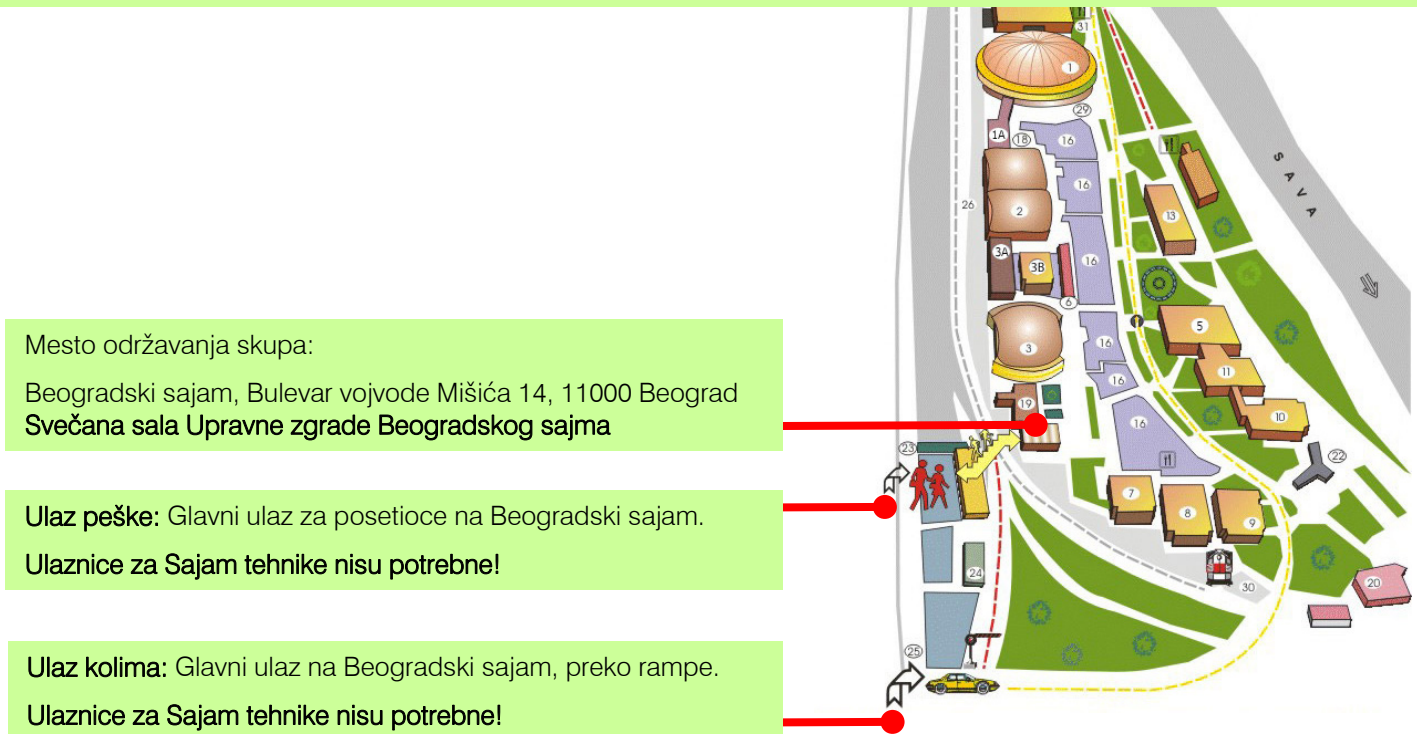 Mesto održavanja skupa:
Beogradski sajam, Bulevar vojvode Mišića 14, 11000 Beograd
Svečana sala Upravne zgrade Beogradskog sajma
Ulaz peške: Glavni ulaz za posetioce na Beogradski sajam.
Ulaznice za Sajam tehnike nisu potrebne!
Ulaz kolima: Glavni ulaz na Beogradski sajam, preko rampe.
Ulaznice za Sajam tehnike nisu potrebne!
31
1
29
1A
18
16
16
SAVA
26
2
13
3A
3B
16
6
5
3
16
11
16
19
10
16
23
22
7
8
9
24
30
20
25